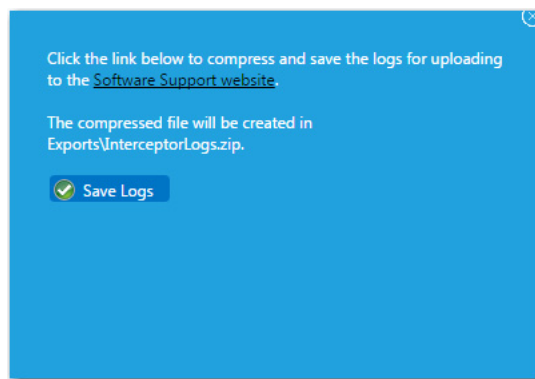 Click the link below to compress and save the logs for uploading
to the Software Support website.
The compressed file will be created in
Exports\InterceptorLogs.zip.
Save Logs